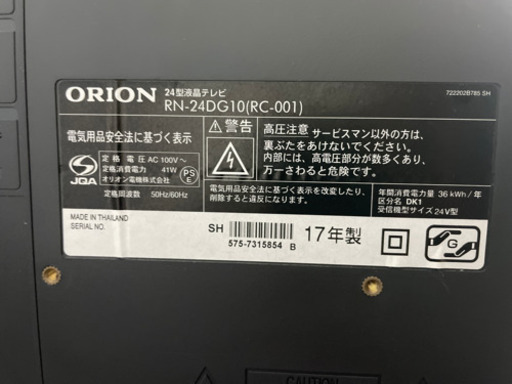 ORION
24型液晶テレビ
RN-24DG10(RC-001)
722202B785 SH
電気用品安全法に基づく表示
定格電圧 AC 100V～
定格消費電力 41W
オリオン電機株式会社
定格周波数 50Hz/60Hz
JQA
PS
E
警告
高圧注意 サービスマン以外の方は、
裏ぶたをあけないでください。
内部には、高電圧部分が数多くあり、
万一さわると危険です。
電気用品安全法に基づく表示を改変したり、
削除すると違反になります。
年間消費電力量 36 kWh/年
区分名 DK1
受信機型サイズ 24V型
MADE IN THAILAND
SERIAL NO.
SH
575-7315854 B
17年製
G
CAUTION